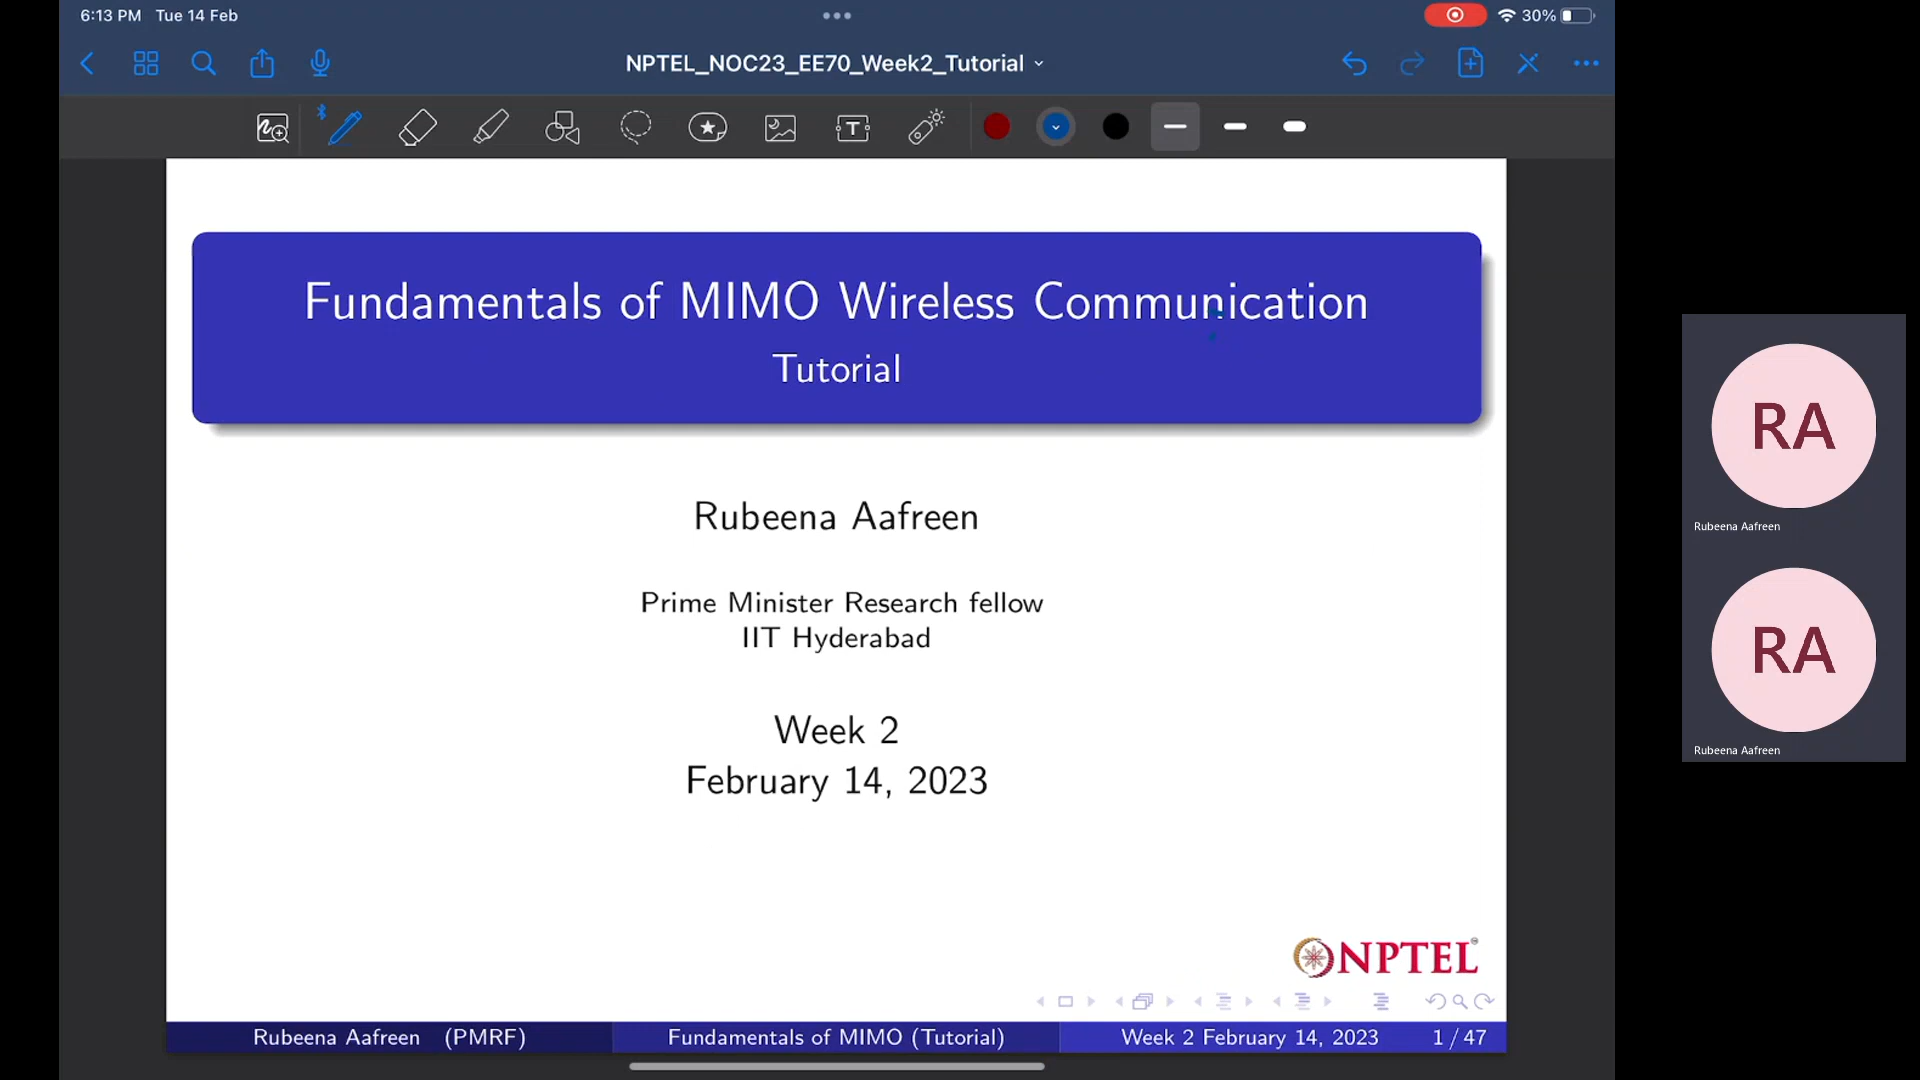 6:13 PM Tue 14 Feb
30%
NPTEL_NOC23_EE70_Week2_Tutorial
T
Fundamentals of MIMO Wireless Communication
Tutorial
Rubeena Aafreen
Prime Minister Research fellow
IIT Hyderabad
Week 2
February 14, 2023
NPTEL
Rubeena Aafreen (PMRF)
Fundamentals of MIMO (Tutorial)
Week 2 February 14, 2023
1 / 47
RA
Rubeena Aafreen
RA
Rubeena Aafreen